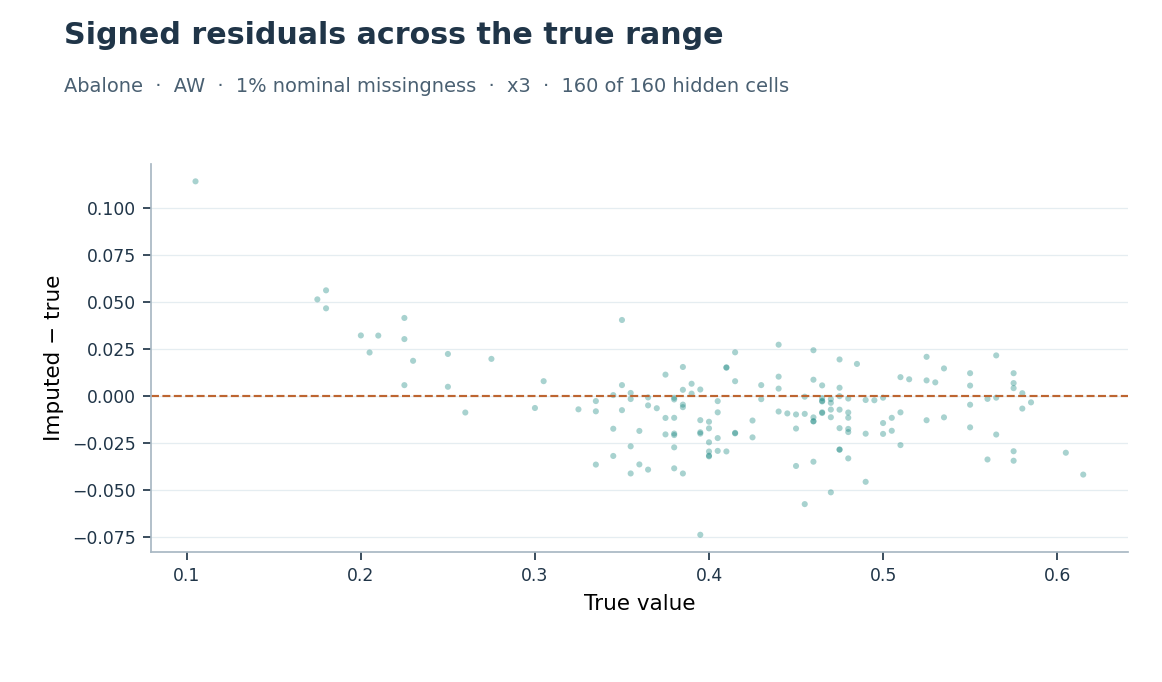 Signed residuals across the true range
Abalone · AW · 1% nominal missingness · x3 · 160 of 160 hidden cells
Imputed − true
0.100
0.075
0.050
0.025
0.000
−0.025
−0.050
−0.075
0.1 0.2 0.3 0.4 0.5 0.6
True value